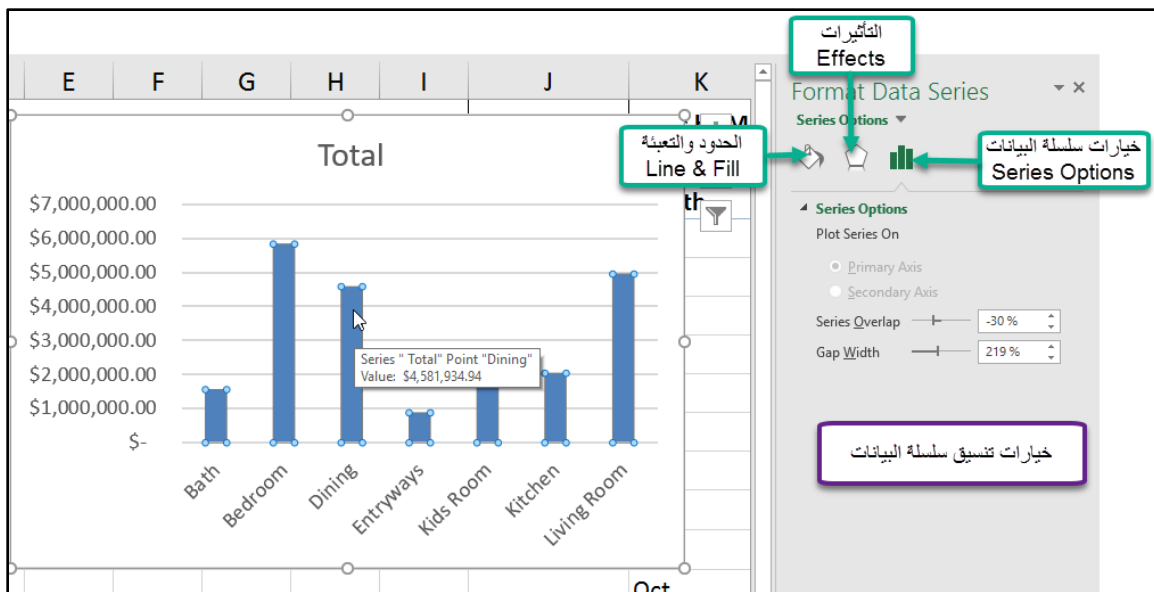 التأثيرات
Effects
E F G H I J K
Format Data Series
Series Options
الحدود والتعبئة
Line & Fill
خيارات سلسلة البيانات
Series Options
Total
$7,000,000.00
$6,000,000.00
$5,000,000.00
$4,000,000.00
$3,000,000.00
$2,000,000.00
$1,000,000.00
$-
Series " Total" Point "Dining"
Value: $4,581,934.94
Bath
Bedroom
Dining
Entryways
Kids Room
Kitchen
Living Room
th
Oct
Series Options
Plot Series On
Primary Axis
Secondary Axis
Series Overlap -30 %
Gap Width 219 %
خيارات تنسيق سلسلة البيانات